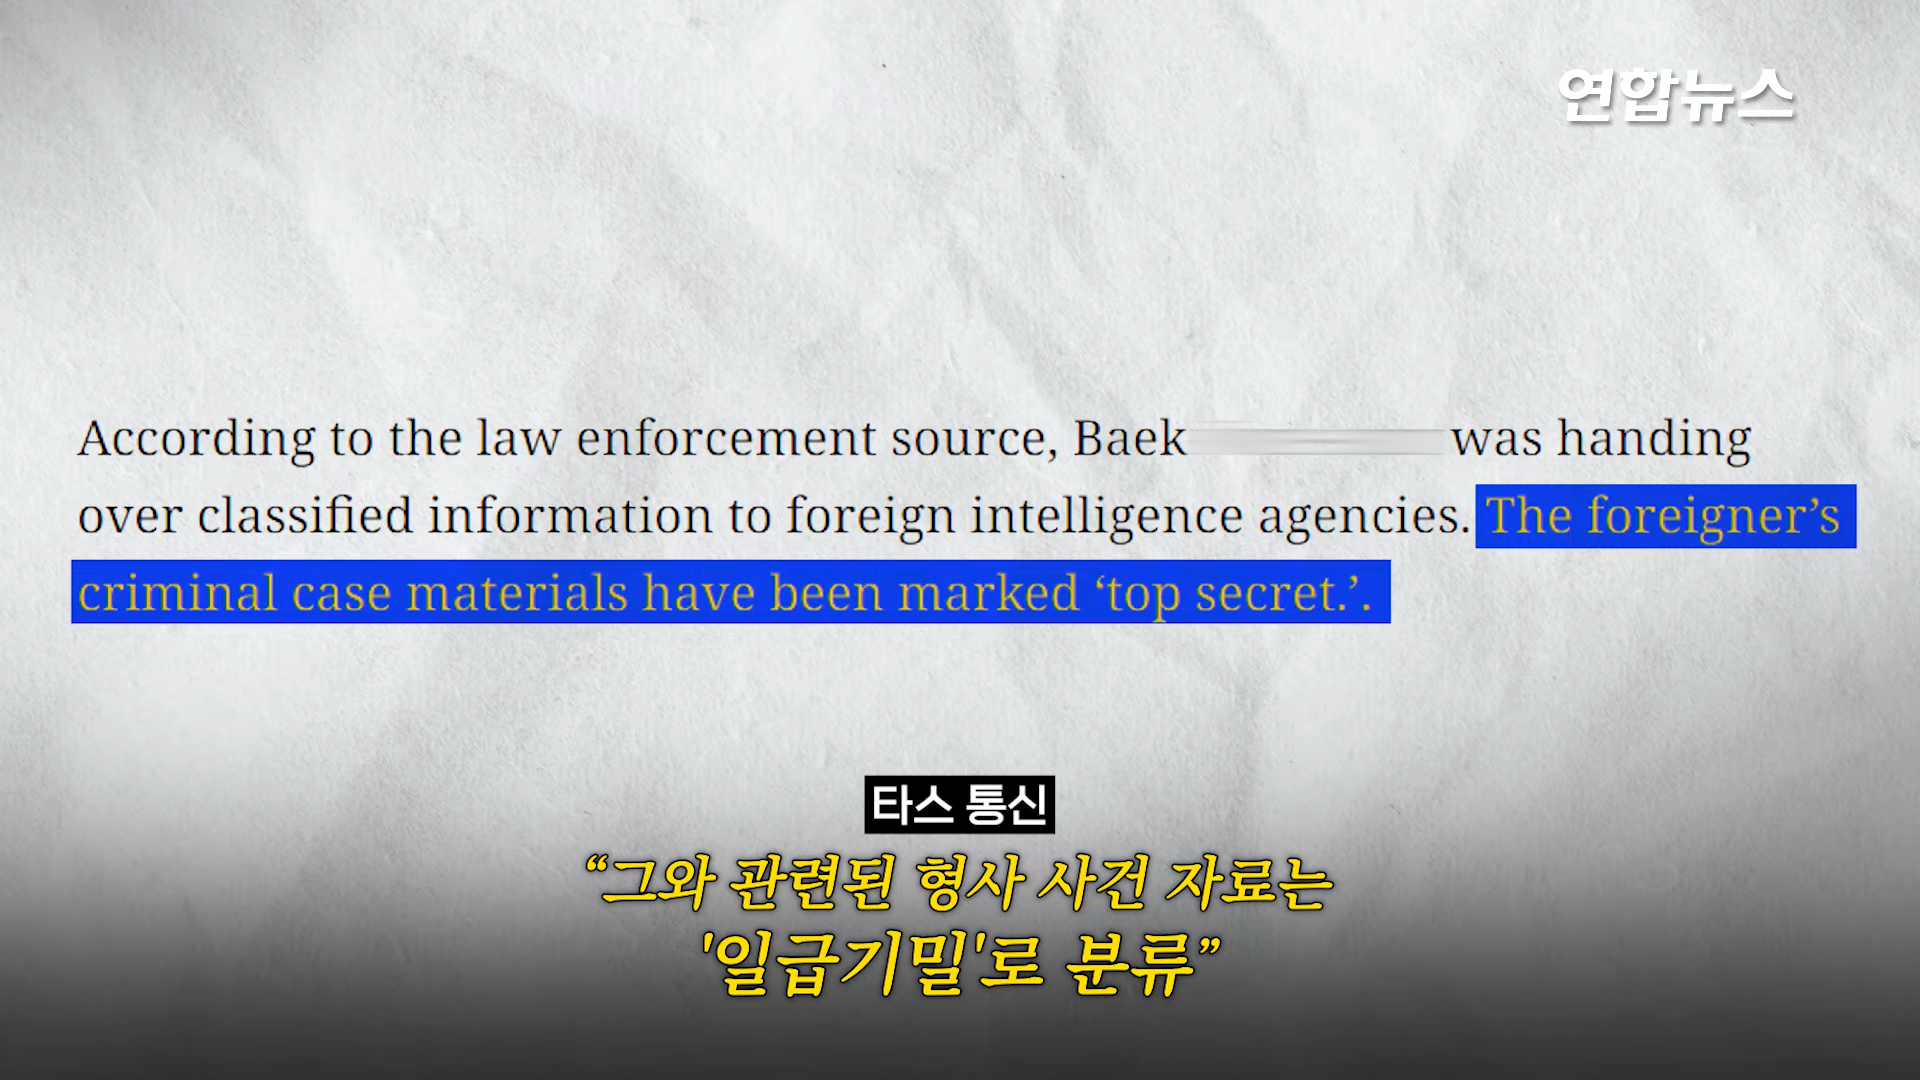 연합뉴스
According to the law enforcement source, Baek was handing
over classified information to foreign intelligence agencies. The foreigner’s
criminal case materials have been marked ‘top secret.’.
타스 통신
“그와 관련된 형사 사건 자료는
'일급기밀'로 분류”